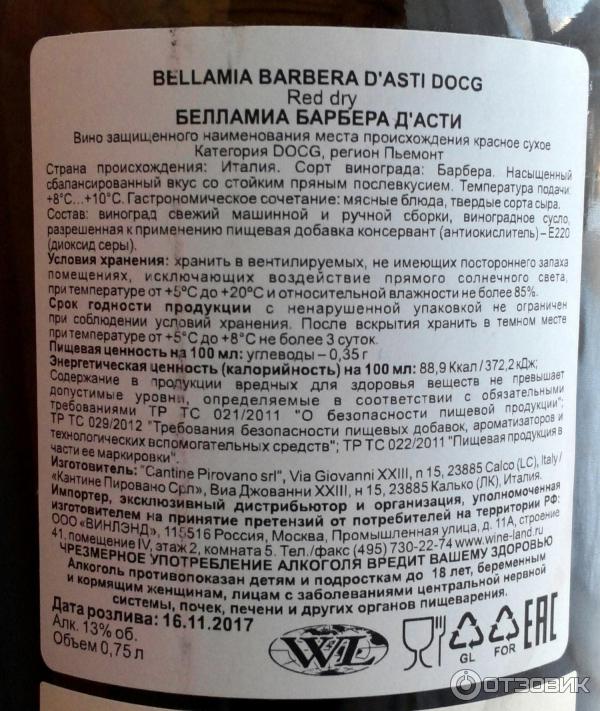 BELLAMIA BARBERA D'ASTI DOCG
Red dry
БЕЛЛАМИА БАРБЕРА Д'АСТИ
Вино защищенного наименования места происхождения красное сухое
Категория DOCG, регион Пьемонт
Страна происхождения: Италия. Сорт винограда: Барбера. Насыщенный
сбалансированный вкус со стойким пряным послевкусием. Температура подачи:
+8°С...+10°С. Гастрономическое сочетание: мясные блюда, твердые сорта сыра.
Состав: виноград свежий машинной и ручной сборки, виноградное сусло,
разрешенная к применению пищевая добавка консервант (антиокислитель) – Е220
(диоксид серы).
Условия хранения: хранить в вентилируемых, не имеющих постороннего запаха
помещениях, исключающих воздействие прямого солнечного света,
при температуре от +5°С до +20°С и относительной влажности не более 85%.
Срок годности продукции с ненарушенной упаковкой не ограничен
при соблюдении условий хранения. После вскрытия хранить в темном месте
при температуре от +5°С до +8°С не более 3 суток.
Пищевая ценность на 100 мл: углеводы – 0,35 г
Энергетическая ценность (калорийность) на 100 мл: 88,9 Ккал / 372,2 кДж;
Содержание в продукции вредных для здоровья веществ не превышает
допустимые уровни, определяемые в соответствии с обязательными
требованиями ТР ТС 021/2011 "О безопасности пищевой продукции";
ТР ТС 029/2012 "Требования безопасности пищевых добавок, ароматизаторов и
технологических вспомогательных средств"; ТР ТС 022/2011 "Пищевая продукция в
части ее маркировки".
Изготовитель: "Cantine Pirovano srl", Via Giovanni XXIII, n 15, 23885 Calco (LC), Italy /
«Кантине Пировано Срл», Виа Джованни XXIII, н 15, 23885 Калько (ЛК), Италия.
Импортер, эксклюзивный дистрибьютор и организация, уполномоченная
изготовителем на принятие претензий от потребителей на территории РФ:
ООО «ВИНЛЭНД», 115516 Россия, Москва, Промышленная улица, д. 11А, строение
41, помещение IV, этаж 2, комната 5. Тел./факс (495) 730-22-74 www.wine-land.ru
ЧРЕЗМЕРНОЕ УПОТРЕБЛЕНИЕ АЛКОГОЛЯ ВРЕДИТ ВАШЕМУ ЗДОРОВЬЮ
Алкоголь противопоказан детям и подросткам до 18 лет, беременным
и кормящим женщинам, лицам с заболеваниями центральной нервной
системы, почек, печени и других органов пищеварения.
Дата розлива: 16.11.2017
Алк. 13% об.
Объем 0,75 л
W&L
GL
FOR
EAC
ОТЗОВИК